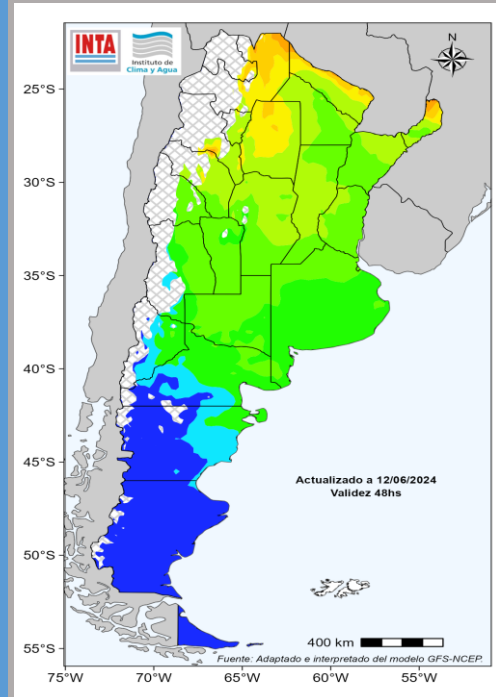 INTA
Instituto de
Clima y Agua
N
25°S
30°S
35°S
40°S
45°S
50°S
55°S
Actualizado a 12/06/2024
Validez 48hs
400 km
Fuente: Adaptado e interpretado del modelo GFS-NCEP.
75°W
70°W
65°W
60°W
55°W